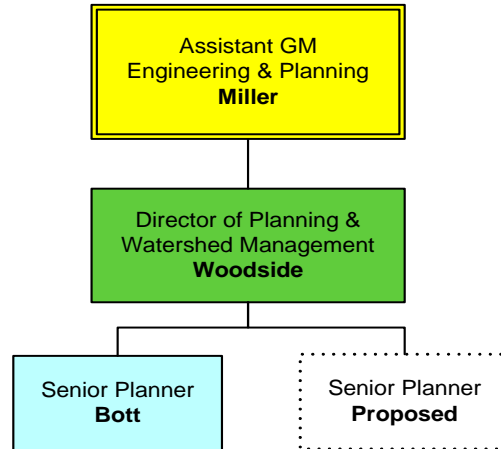 Assistant GM
Engineering & Planning
Miller
Director of Planning &
Watershed Management
Woodside
Senior Planner
Bott
Senior Planner
Proposed